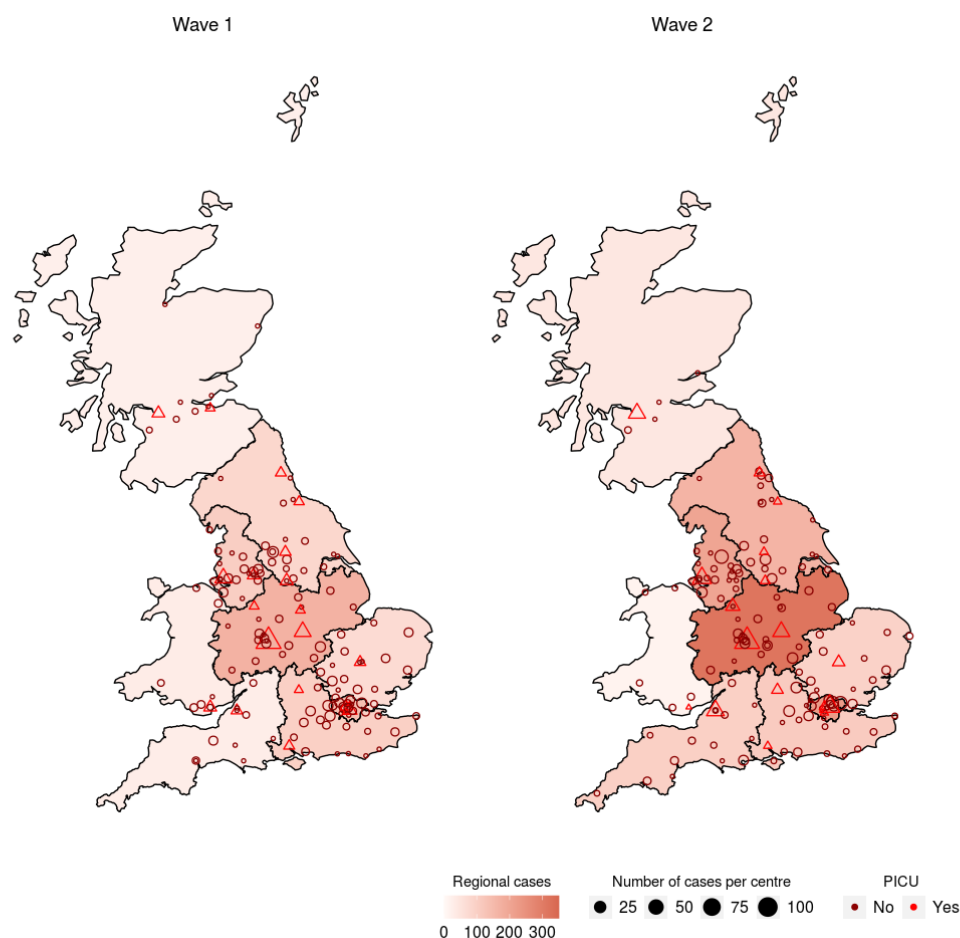 Wave 1
Wave 2
Regional cases
0 100 200 300
Number of cases per centre
25 50 75 100
PICU
No Yes